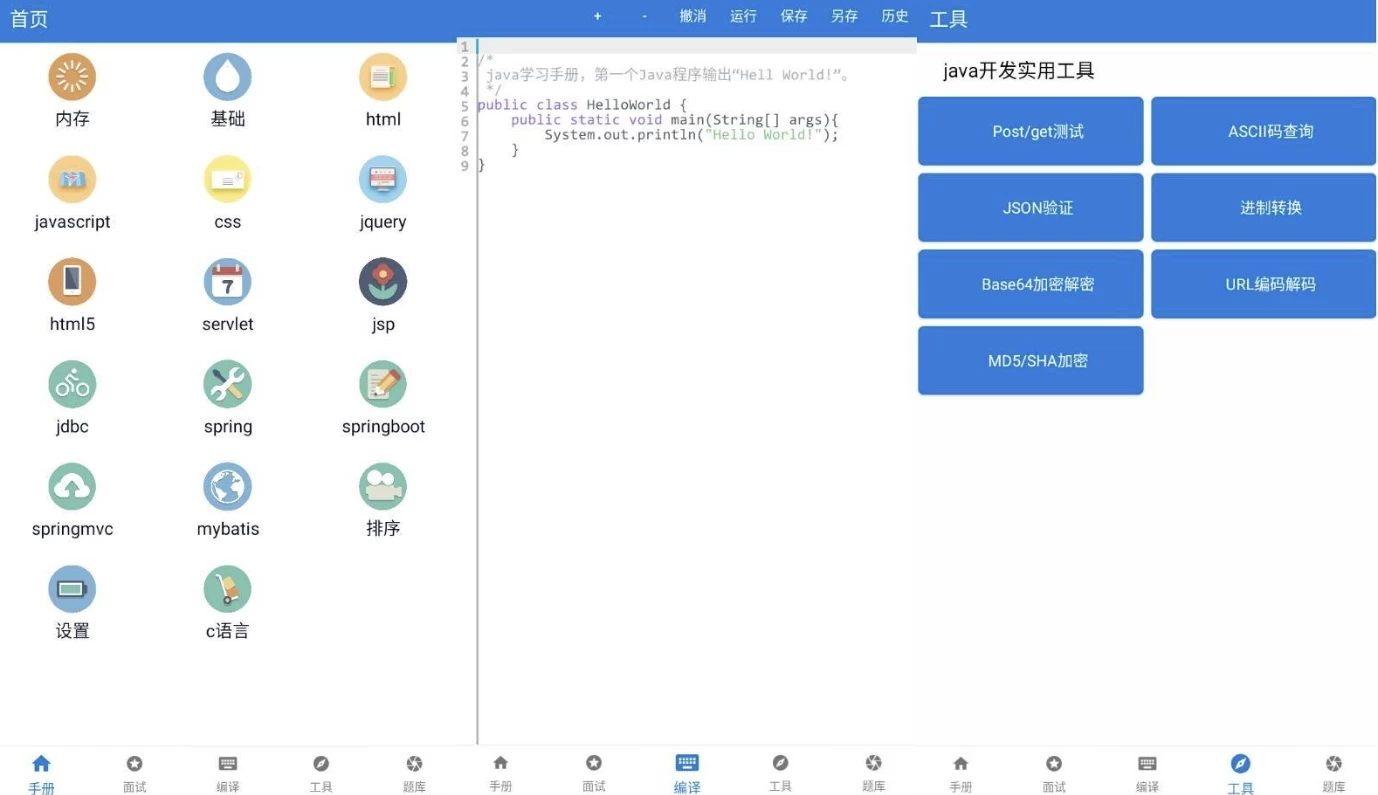 首页
内存
基础
html
javascript
css
jquery
html5
7
servlet
jsp
jdbc
spring
springboot
springmvc
mybatis
排序
设置
c语言
手册
面试
编译
工具
题库
+ - 撤消 运行 保存 另存 历史
1
2 /*
3 java学习手册，第一个Java程序输出“Hell World!”。
4 */
5 public class HelloWorld {
6 public static void main(String[] args){
7 System.out.println("Hello World!");
8 }
9 }
手册
面试
编译
工具
题库
工具
java开发实用工具
Post/get测试
ASCII码查询
JSON验证
进制转换
Base64加密解密
URL编码解码
MD5/SHA加密
手册
面试
编译
工具
题库